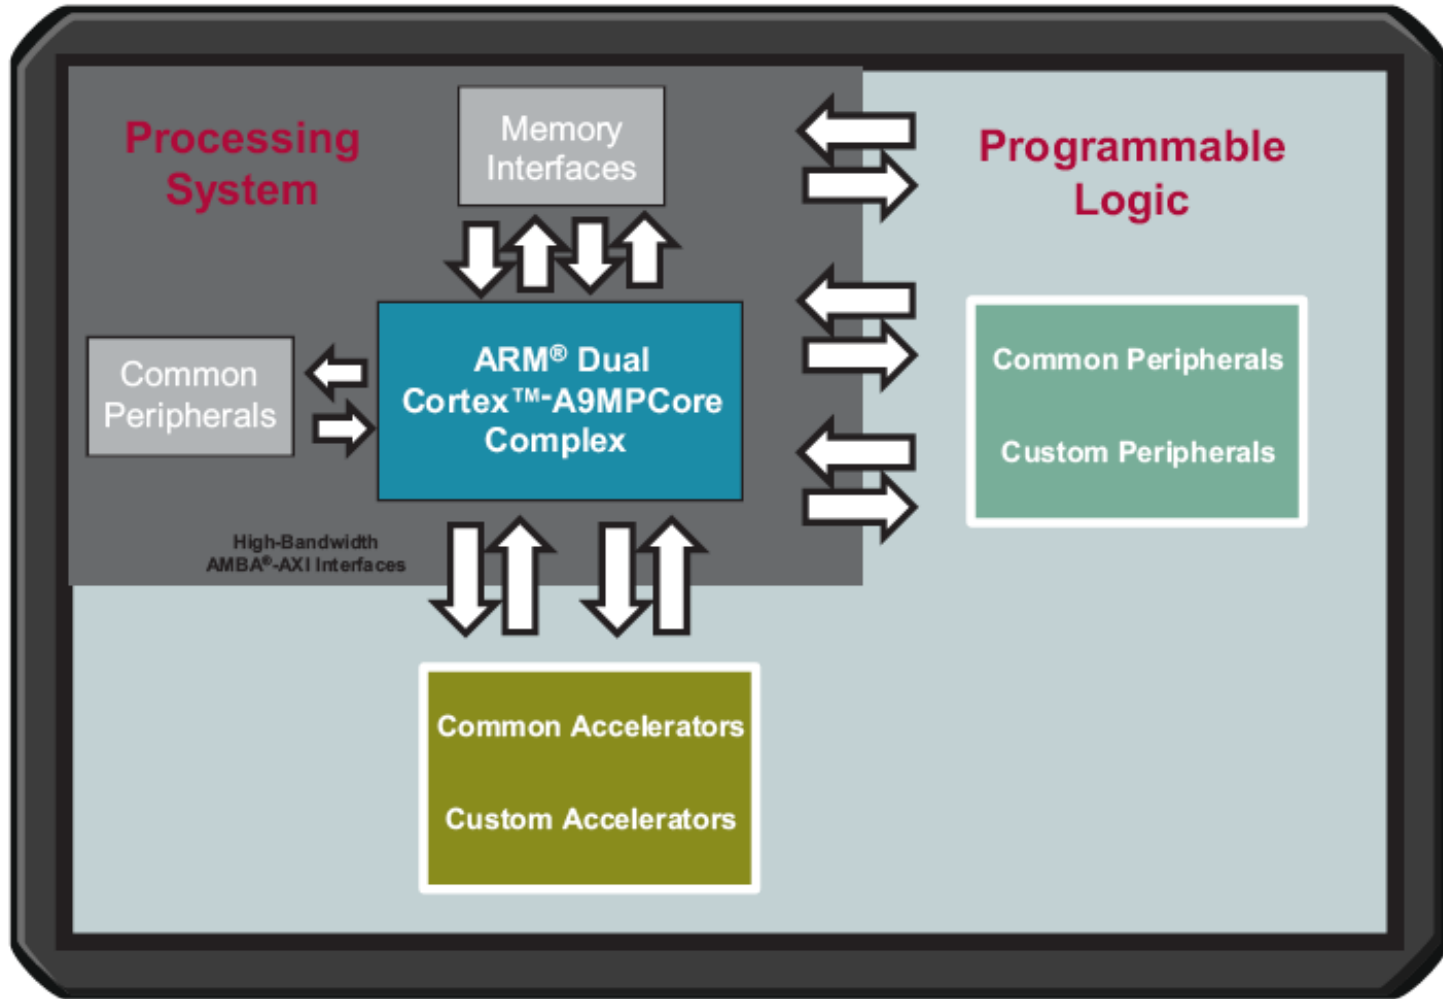 Processing
System
Memory
Interfaces
Programmable
Logic
Common
Peripherals
ARM® Dual
Cortex™-A9MPCore
Complex
Common Peripherals
Custom Peripherals
High-Bandwidth
AMBA®-AXI Interfaces
Common Accelerators
Custom Accelerators